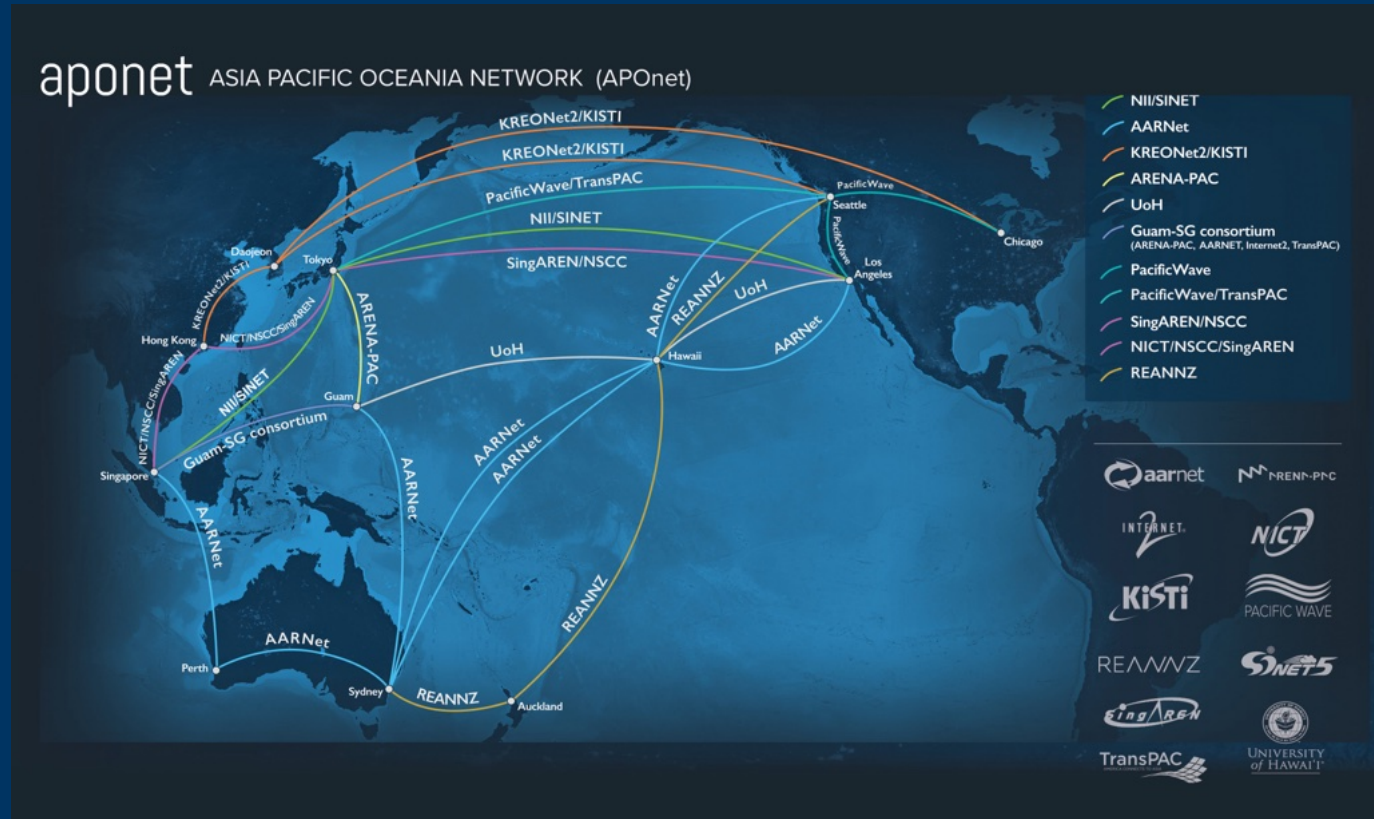 aponet ASIA PACIFIC OCEANIA NETWORK (APOnet)
NII/SINET
AARNet
KREONet2/KISTI
ARENA-PAC
UoH
Guam-SG consortium
(ARENA-PAC, AARNET, Internet2, TransPAC)
PacificWave
PacificWave/TransPAC
SingAREN/NSCC
NICT/NSCC/SingAREN
REANNZ
KREONet2/KISTI
KREONet2/KISTI
PacificWave/TransPAC
NII/SINET
SingAREN/NSCC
PacificWave
Seattle
PacificWave
Chicago
Los
Angeles
Daojeon
Tokyo
KREONet2/KISTI
NICT/NSCC/SingAREN
Hong Kong
ARENA-PAC
AARNet
REANNZ
UoH
AARNet
Hawaii
UoH
NICT/NSCC/SingAREN
NII/SINET
Guam
Guam-SG consortium
Singapore
AARNet
AARNet
AARNet
AARNet
REANNZ
AARNet
Perth
Sydney
REANNZ
Auckland
aarnet
ARENA-PAC
INTERNET2
NICT
KiSTi
PACIFIC WAVE
REANNZ
SINET5
SingAREN
UNIVERSITY
of HAWAI'I
TransPAC